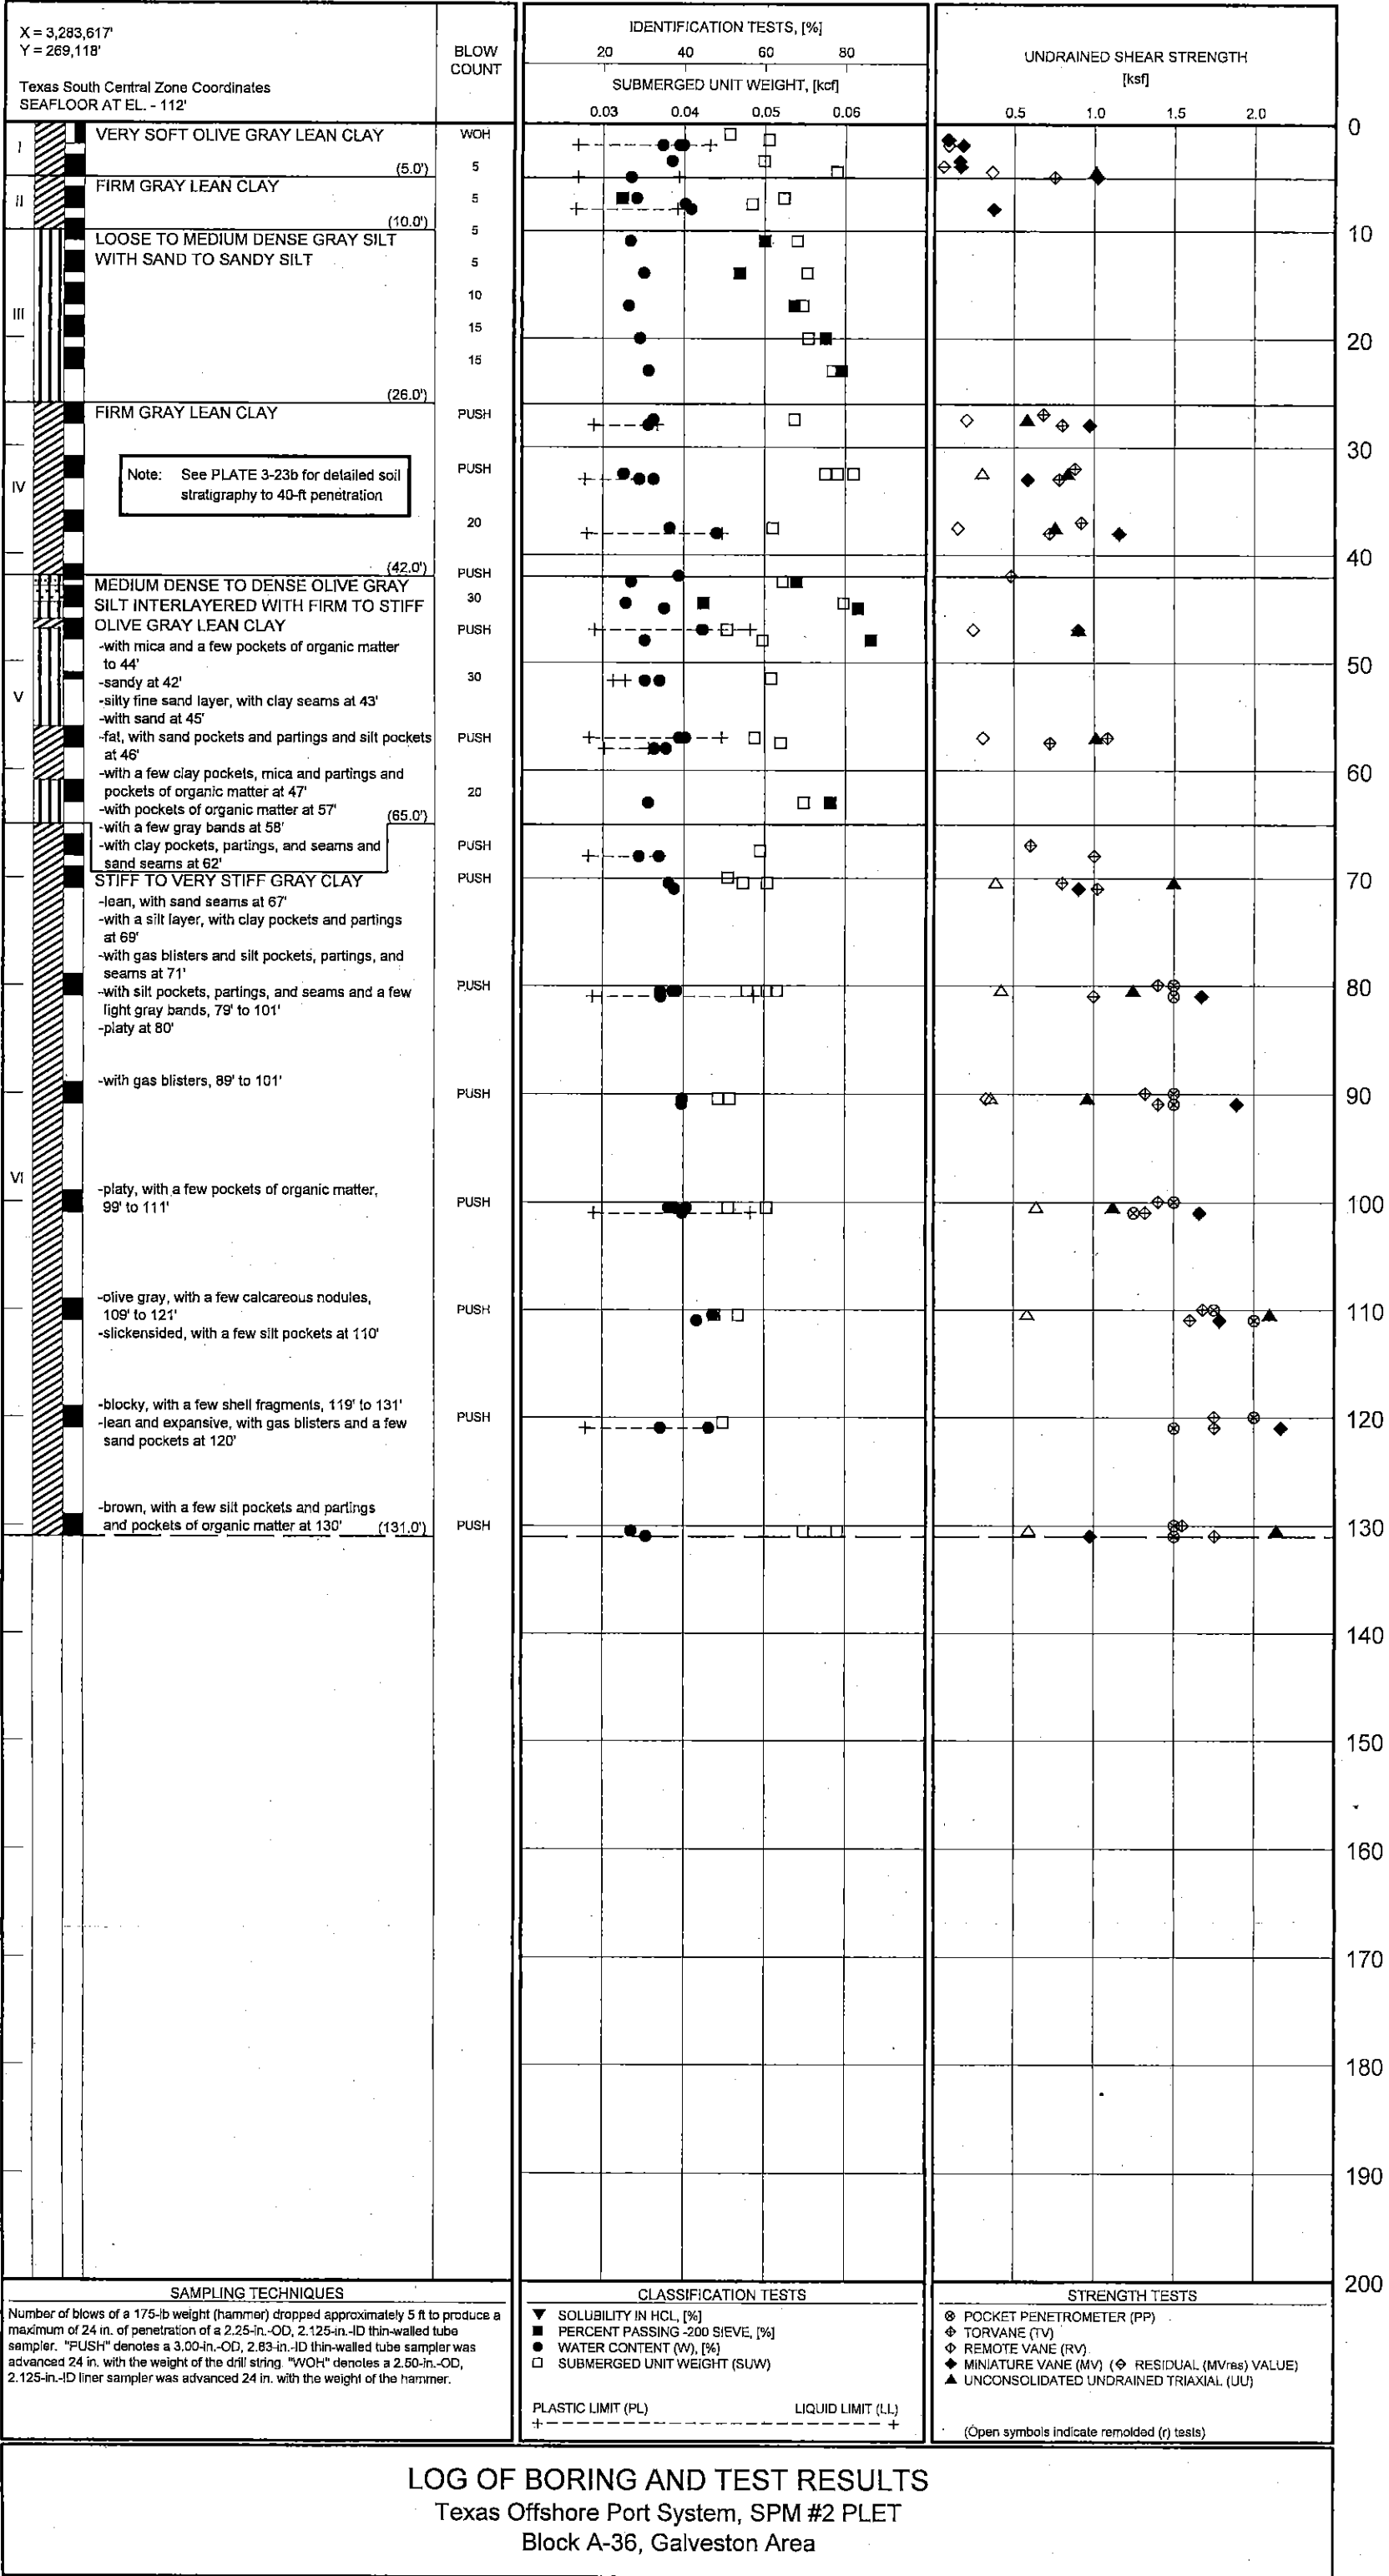 X = 3,283,617'
Y = 269,118'
Texas South Central Zone Coordinates
SEAFLOOR AT EL. - 112'
BLOW
COUNT
IDENTIFICATION TESTS, [%]
20 40 60 80
SUBMERGED UNIT WEIGHT, [kcf]
0.03 0.04 0.05 0.06
UNDRAINED SHEAR STRENGTH
[ksf]
0.5 1.0 1.5 2.0
I
VERY SOFT OLIVE GRAY LEAN CLAY
(5.0')
II
FIRM GRAY LEAN CLAY
(10.0')
III
LOOSE TO MEDIUM DENSE GRAY SILT
WITH SAND TO SANDY SILT
(26.0')
IV
FIRM GRAY LEAN CLAY
Note: See PLATE 3-23b for detailed soil
stratigraphy to 40-ft penetration
(42.0')
V
MEDIUM DENSE TO DENSE OLIVE GRAY
SILT INTERLAYERED WITH FIRM TO STIFF
OLIVE GRAY LEAN CLAY
-with mica and a few pockets of organic matter
to 44'
-sandy at 42'
-silty fine sand layer, with clay seams at 43'
-with sand at 45'
-fat, with sand pockets and partings and silt pockets
at 46'
-with a few clay pockets, mica and partings and
pockets of organic matter at 47'
-with pockets of organic matter at 57'
(65.0')
-with a few gray bands at 58'
-with clay pockets, partings, and seams and
sand seams at 62'
VI
STIFF TO VERY STIFF GRAY CLAY
-lean, with sand seams at 67'
-with a silt layer, with clay pockets and partings
at 69'
-with gas blisters and silt pockets, partings, and
seams at 71'
-with silt pockets, partings, and seams and a few
light gray bands, 79' to 101'
-platy at 80'
-with gas blisters, 89' to 101'
-platy, with a few pockets of organic matter,
99' to 111'
-olive gray, with a few calcareous nodules,
109' to 121'
-slickensided, with a few silt pockets at 110'
-blocky, with a few shell fragments, 119' to 131'
-lean and expansive, with gas blisters and a few
sand pockets at 120'
-brown, with a few silt pockets and partings
and pockets of organic matter at 130' (131.0')
WOH
5
5
5
5
10
15
15
PUSH
PUSH
20
PUSH
30
PUSH
30
PUSH
20
PUSH
PUSH
PUSH
PUSH
PUSH
PUSH
PUSH
PUSH
0
10
20
30
40
50
60
70
80
90
100
110
120
130
140
150
160
170
180
190
200
SAMPLING TECHNIQUES
Number of blows of a 175-lb weight (hammer) dropped approximately 5 ft to produce a
maximum of 24 in. of penetration of a 2.25-in.-OD, 2.125-in.-ID thin-walled tube
sampler. "PUSH" denotes a 3.00-in.-OD, 2.83-in.-ID thin-walled tube sampler was
advanced 24 in. with the weight of the drill string. "WOH" denotes a 2.50-in.-OD,
2.125-in.-ID liner sampler was advanced 24 in. with the weight of the hammer.
CLASSIFICATION TESTS
▼ SOLUBILITY IN HCL, [%]
■ PERCENT PASSING -200 SIEVE, [%]
● WATER CONTENT (W), [%]
□ SUBMERGED UNIT WEIGHT (SUW)
PLASTIC LIMIT (PL) LIQUID LIMIT (LL)
STRENGTH TESTS
POCKET PENETROMETER (PP)
TORVANE (TV)
REMOTE VANE (RV)
◆ MINIATURE VANE (MV) ( RESIDUAL (MVres) VALUE)
▲ UNCONSOLIDATED UNDRAINED TRIAXIAL (UU)
(Open symbols indicate remolded (r) tests)
LOG OF BORING AND TEST RESULTS
Texas Offshore Port System, SPM #2 PLET
Block A-36, Galveston Area